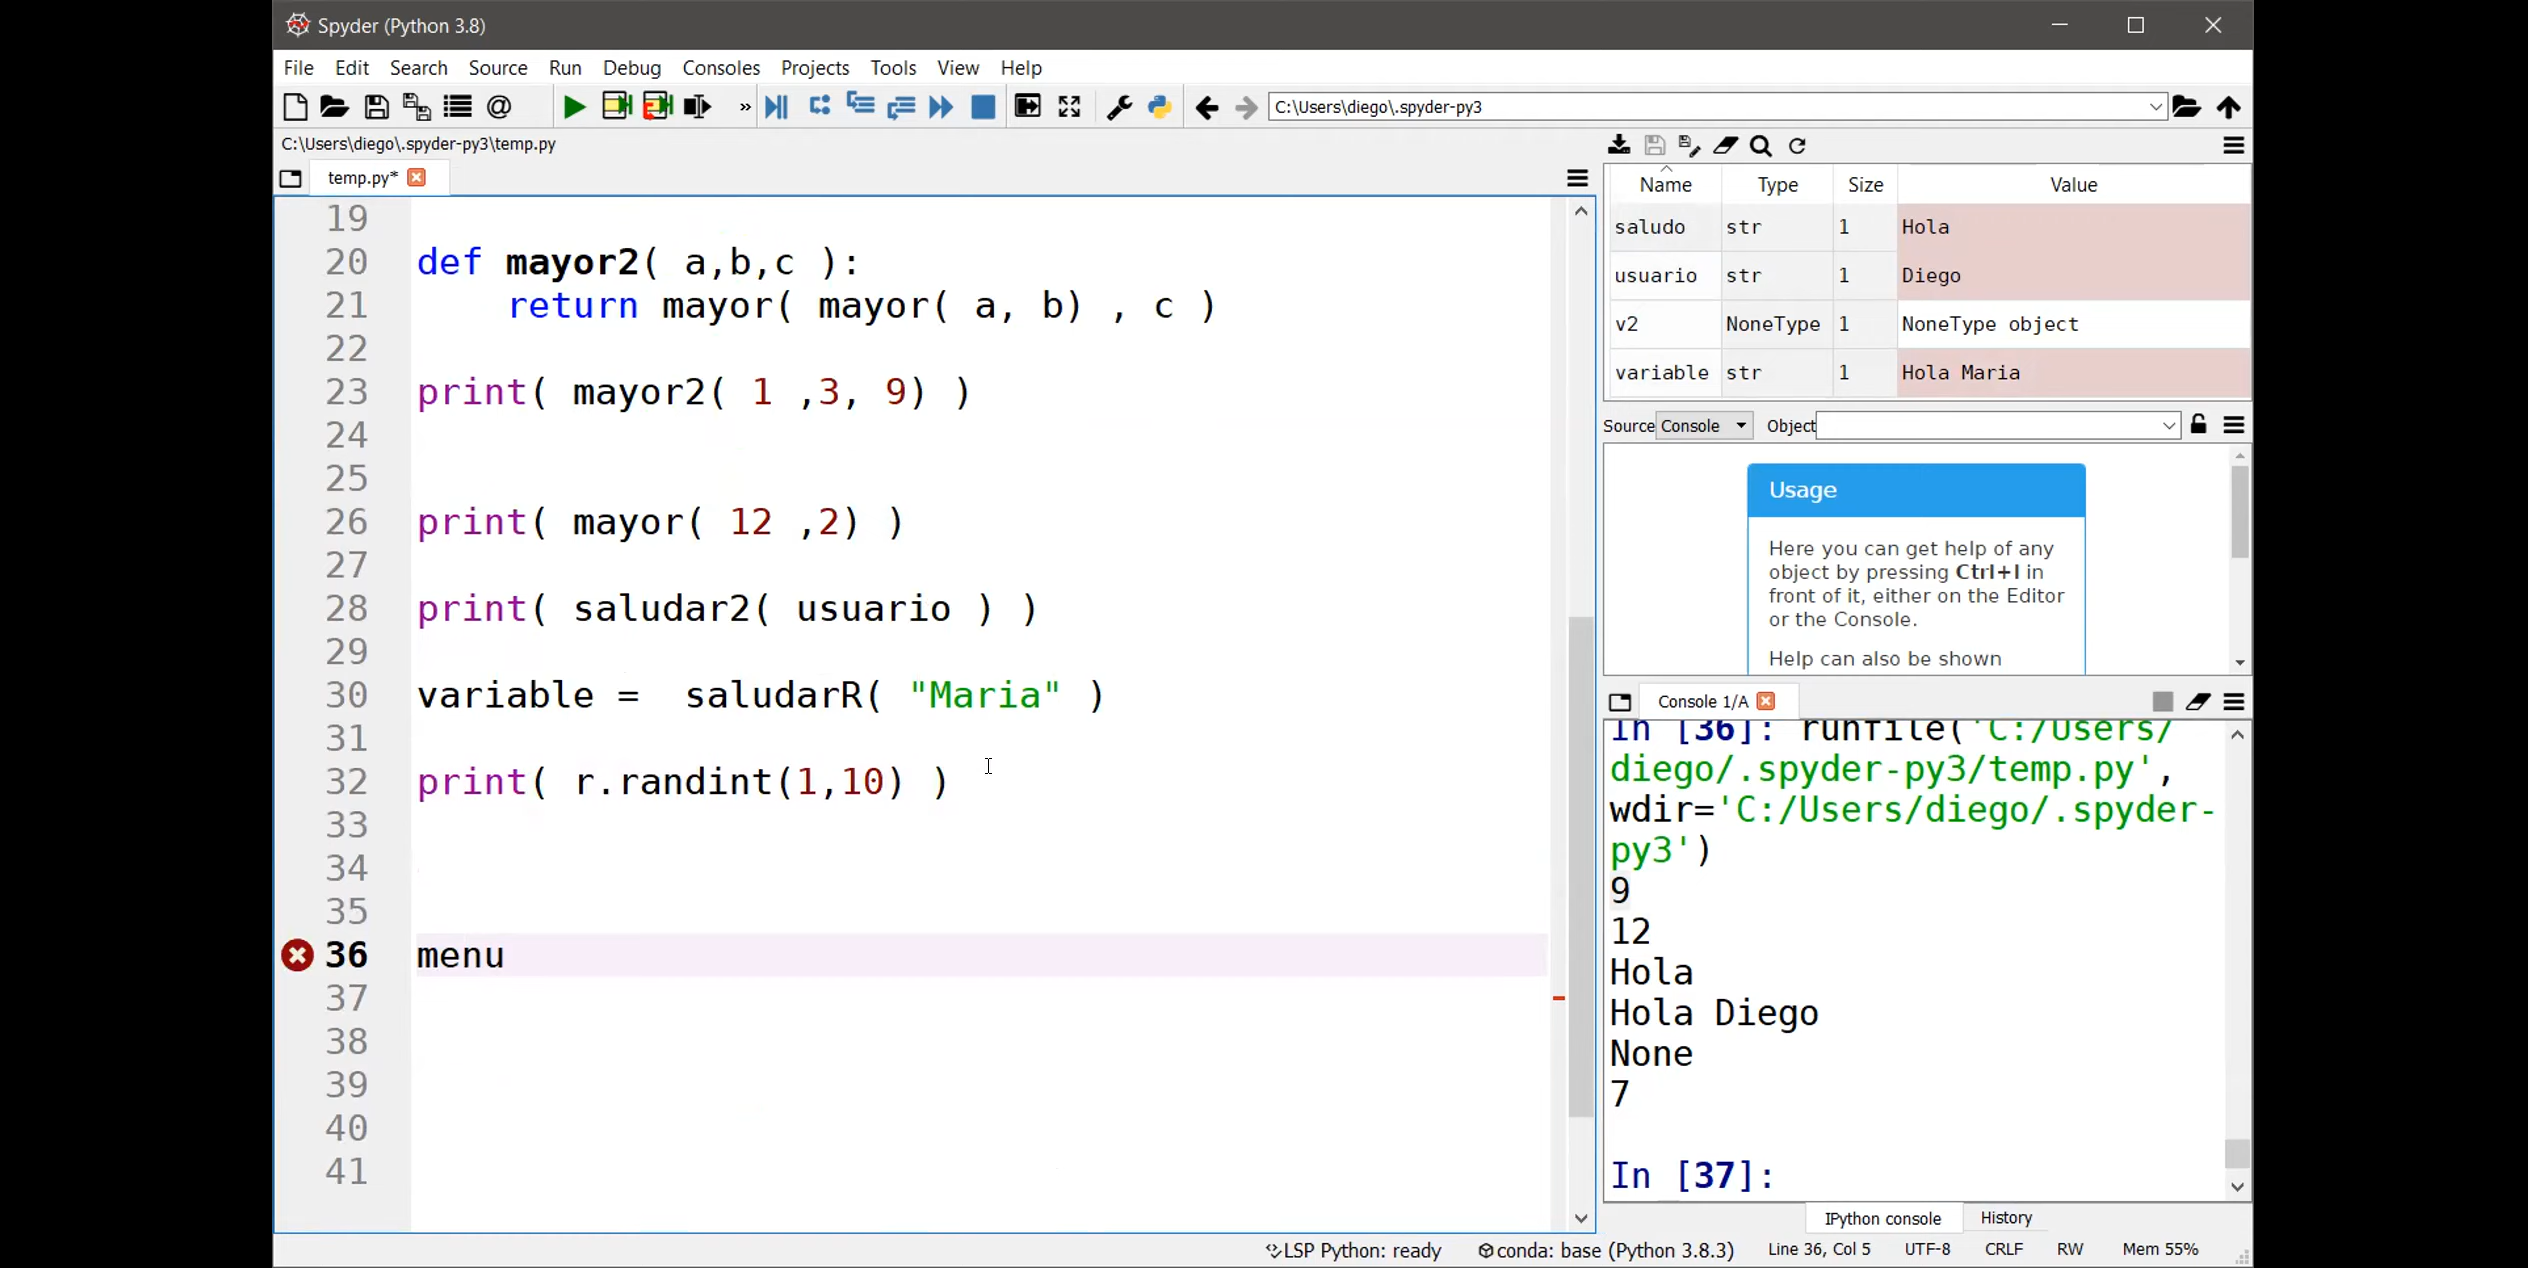 Spyder (Python 3.8)
File Edit Search Source Run Debug Consoles Projects Tools View Help
@ » C:\Users\diego\.spyder-py3
C:\Users\diego\.spyder-py3\temp.py
temp.py*
19
20 def mayor2( a,b,c ):
21 return mayor( mayor( a, b) , c )
22
23 print( mayor2( 1 ,3, 9) )
24
25
26 print( mayor( 12 ,2) )
27
28 print( saludar2( usuario ) )
29
30 variable =  saludarR( "Maria" )
31
32 print( r.randint(1,10) )
33
34
35
36 menu
37
38
39
40
41
Name Type Size Value
saludo str 1 Hola
usuario str 1 Diego
v2 NoneType 1 NoneType object
variable str 1 Hola Maria
Source Console Object
Usage
Here you can get help of any
object by pressing Ctrl+I in
front of it, either on the Editor
or the Console.
Help can also be shown
Console 1/A
In [36]: runfile('C:/Users/
diego/.spyder-py3/temp.py',
wdir='C:/Users/diego/.spyder-
py3')
9
12
Hola
Hola Diego
None
7
In [37]:
IPython console History
LSP Python: ready conda: base (Python 3.8.3) Line 36, Col 5 UTF-8 CRLF RW Mem 55%